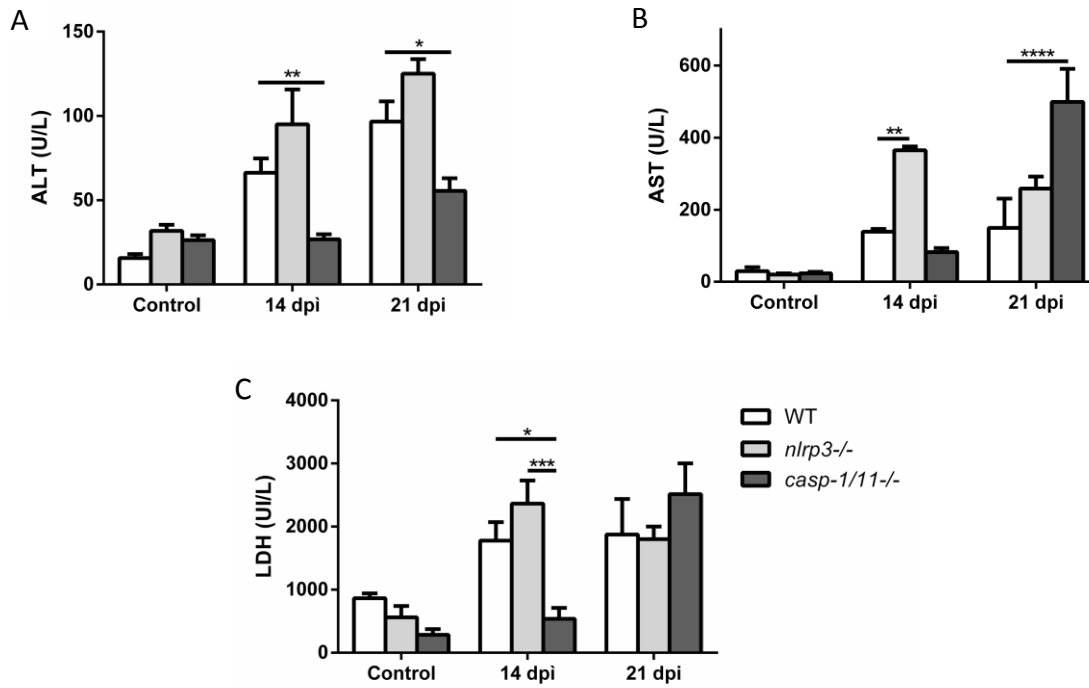 A
ALT (U/L)
150
100
50
0
**
*
Control 14 dpi 21 dpi
B
AST (U/L)
600
400
200
0
**
****
Control 14 dpi 21 dpi
C
LDH (UI/L)
4000
3000
2000
1000
0
*
***
Control 14 dpi 21 dpi
WT
nlrp3-/-
casp-1/11-/-